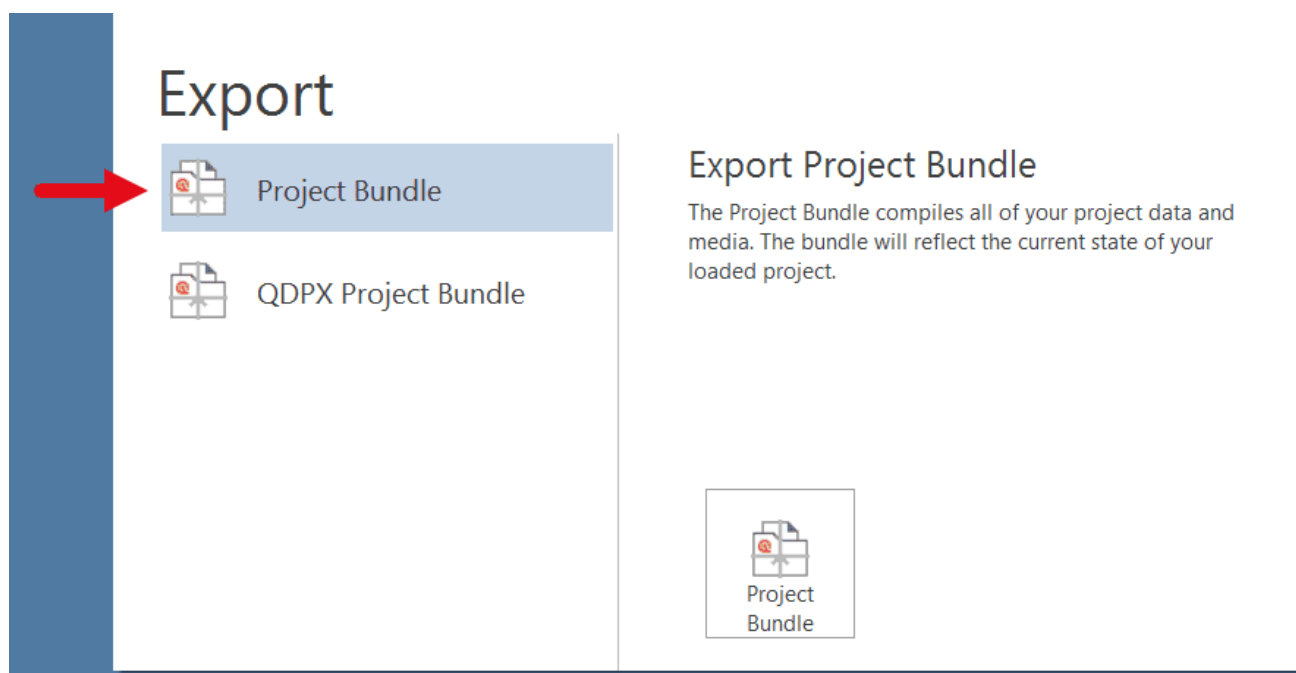 Export
Project Bundle
QDPX Project Bundle
Export Project Bundle
The Project Bundle compiles all of your project data and
media. The bundle will reflect the current state of your
loaded project.
Project
Bundle